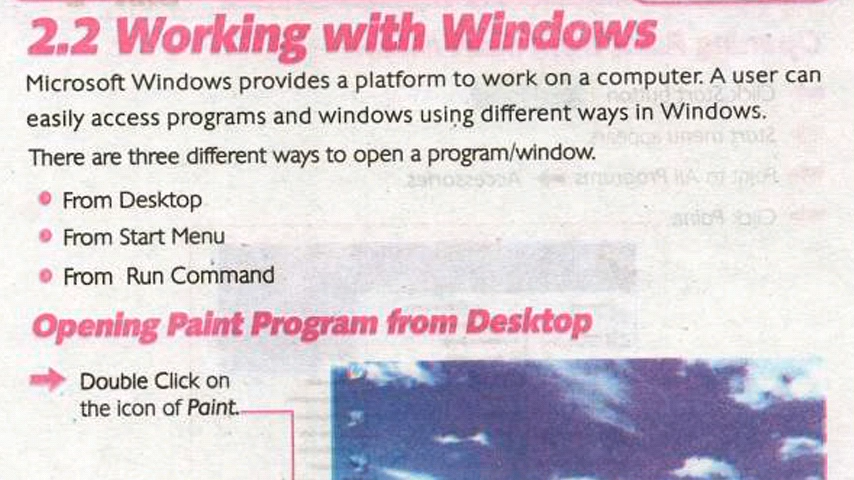 2.2 Working with Windows
Microsoft Windows provides a platform to work on a computer. A user can
easily access programs and windows using different ways in Windows.
There are three different ways to open a program/window.
From Desktop
From Start Menu
From Run Command
Opening Paint Program from Desktop
Double Click on
the icon of Paint.